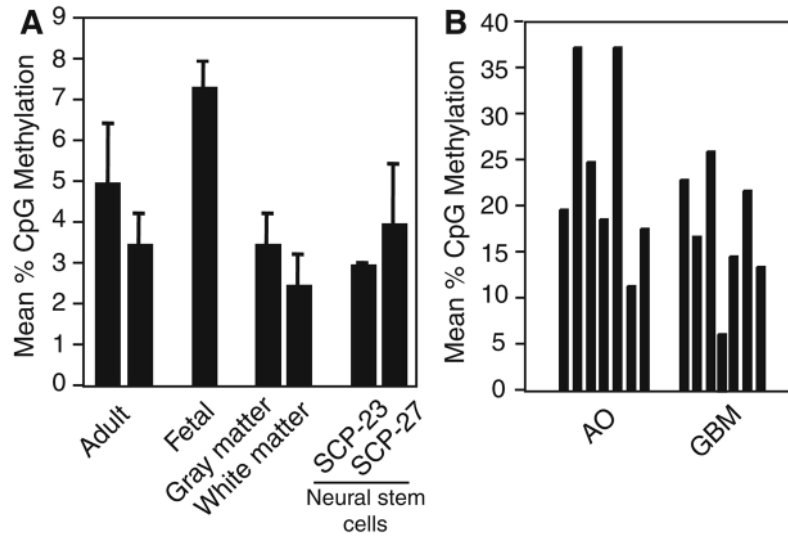 A
Mean % CpG Methylation
9
8
7
6
5
4
3
2
1
0
Adult
Fetal
Gray matter
White matter
SCP-23
SCP-27
Neural stem
cells
B
Mean % CpG Methylation
40
35
30
25
20
15
10
5
0
AO
GBM